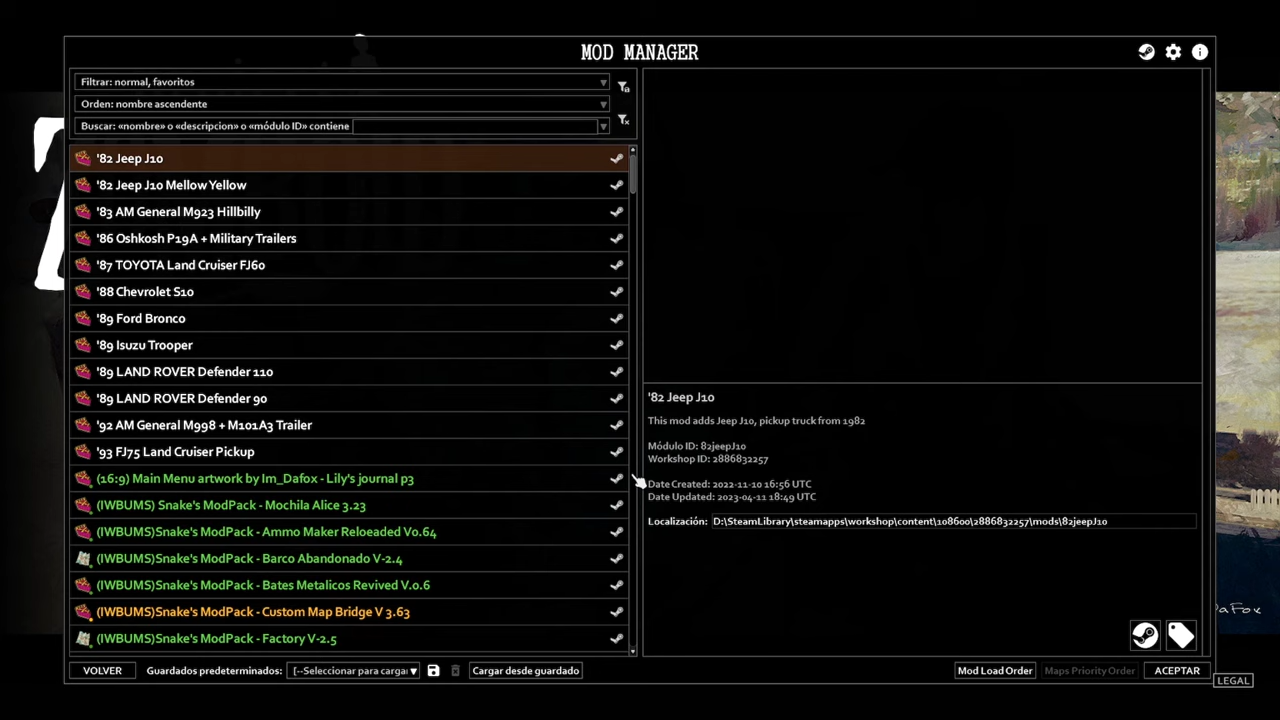 MOD MANAGER
Filtrar: normal, favoritos
Orden: nombre ascendente
Buscar: «nombre» o «descripcion» o «módulo ID» contiene
'82 Jeep J10
'82 Jeep J10 Mellow Yellow
'83 AM General M923 Hillbilly
'86 Oshkosh P19A + Military Trailers
'87 TOYOTA Land Cruiser FJ60
'88 Chevrolet S10
'89 Ford Bronco
'89 Isuzu Trooper
'89 LAND ROVER Defender 110
'89 LAND ROVER Defender 90
'92 AM General M998 + M101A3 Trailer
'93 FJ75 Land Cruiser Pickup
(16:9) Main Menu artwork by Im_Dafox - Lily's journal p3
(IWBUMS) Snake's ModPack - Mochila Alice 3.23
(IWBUMS)Snake's ModPack - Ammo Maker Reloeaded V0.64
(IWBUMS)Snake's ModPack - Barco Abandonado V-2.4
(IWBUMS)Snake's ModPack - Bates Metalicos Revived V.0.6
(IWBUMS)Snake's ModPack - Custom Map Bridge V 3.63
(IWBUMS)Snake's ModPack - Factory V-2.5
'82 Jeep J10
This mod adds Jeep J10, pickup truck from 1982
Módulo ID: 82jeepJ10
Workshop ID: 2886832257
Date Created: 2022-11-10 16:56 UTC
Date Updated: 2023-04-11 18:49 UTC
Localización: D:\SteamLibrary\steamapps\workshop\content\108600\2886832257\mods\82jeepJ10
VOLVER
Guardados predeterminados: [--Seleccionar para cargar
Cargar desde guardado
Mod Load Order
Maps Priority Order
ACEPTAR
LEGAL